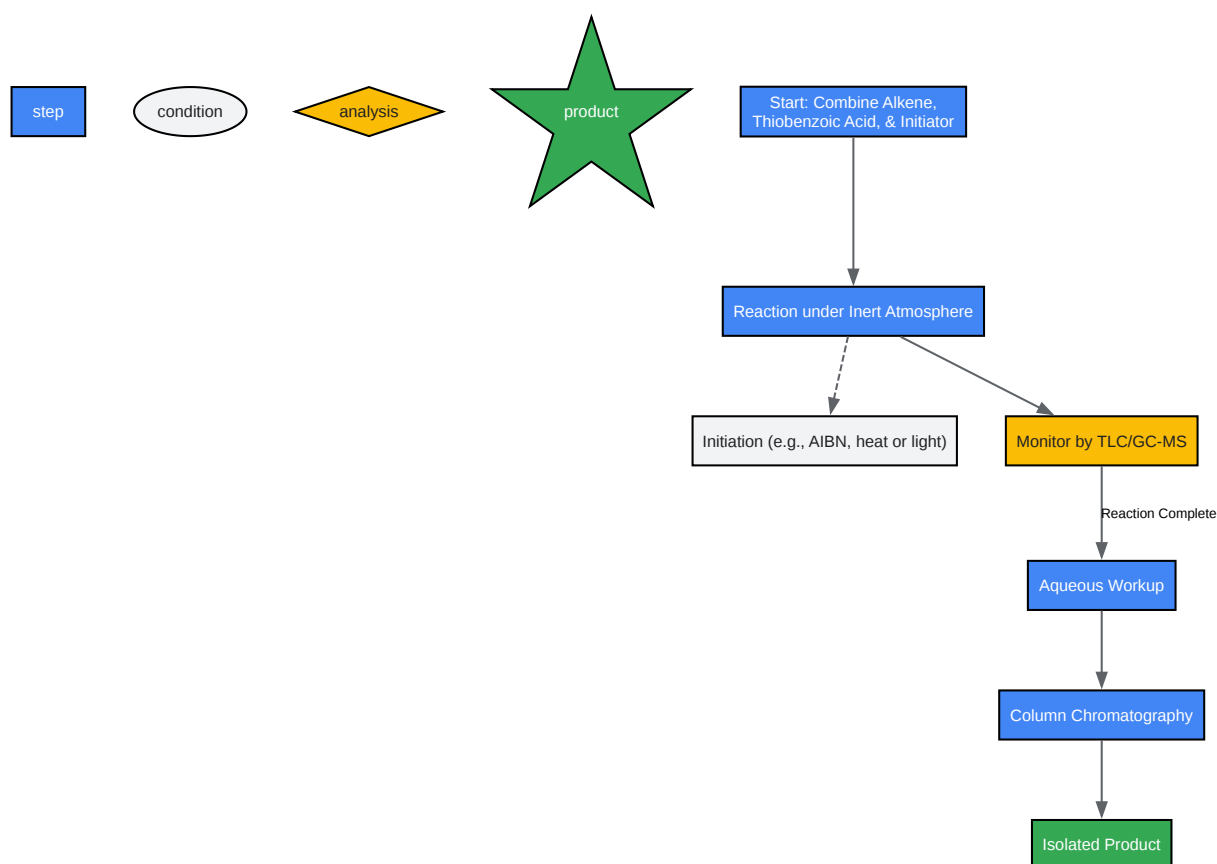 step
condition
analysis
product
Start: Combine Alkene,
Thiobenzoic Acid, & Initiator
Reaction under Inert Atmosphere
Initiation (e.g., AIBN, heat or light)
Monitor by TLC/GC-MS
Reaction Complete
Aqueous Workup
Column Chromatography
Isolated Product